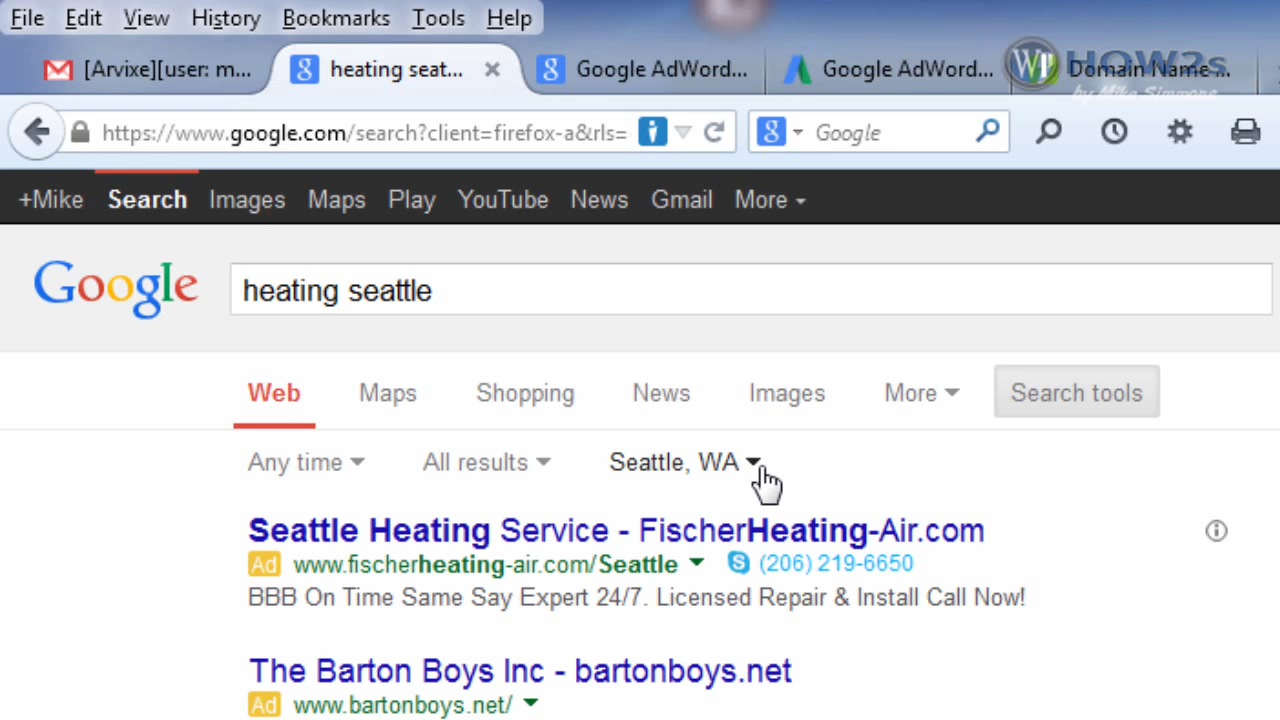 File Edit View History Bookmarks Tools Help
[Arvixe][user: m... heating seat... Google AdWord... Google AdWord... Domain Name ...
WP HOW2s
by Mike Simmons
https://www.google.com/search?client=firefox-a&rls= Google
+Mike Search Images Maps Play YouTube News Gmail More
Google heating seattle
Web Maps Shopping News Images More Search tools
Any time All results Seattle, WA
Seattle Heating Service - FischerHeating-Air.com
Ad www.fischerheating-air.com/Seattle (206) 219-6650
BBB On Time Same Say Expert 24/7. Licensed Repair & Install Call Now!
The Barton Boys Inc - bartonboys.net
Ad www.bartonboys.net/